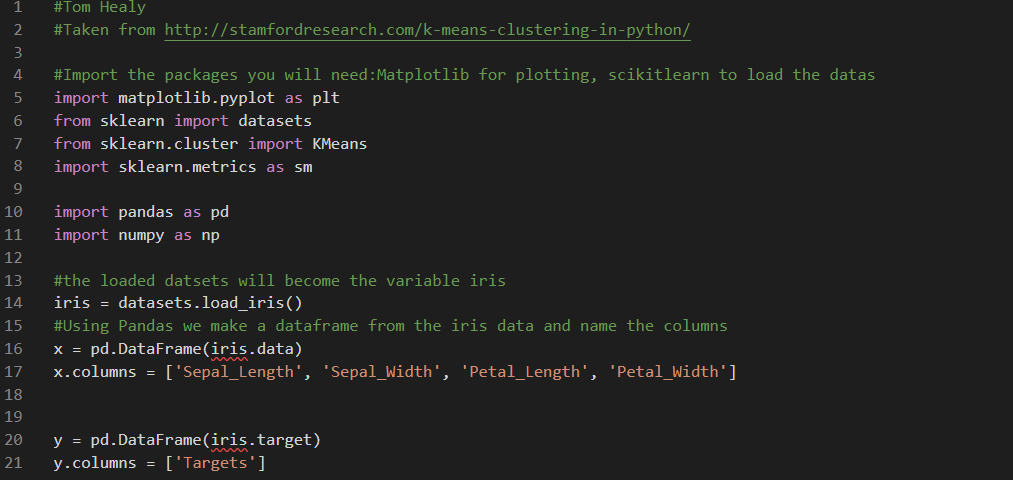 1 #Tom Healy
2 #Taken from http://stamfordresearch.com/k-means-clustering-in-python/
3
4 #Import the packages you will need:Matplotlib for plotting, scikitlearn to load the datas
5 import matplotlib.pyplot as plt
6 from sklearn import datasets
7 from sklearn.cluster import KMeans
8 import sklearn.metrics as sm
9
10 import pandas as pd
11 import numpy as np
12
13 #the loaded datsets will become the variable iris
14 iris = datasets.load_iris()
15 #Using Pandas we make a dataframe from the iris data and name the columns
16 x = pd.DataFrame(iris.data)
17 x.columns = ['Sepal_Length', 'Sepal_Width', 'Petal_Length', 'Petal_Width']
18
19
20 y = pd.DataFrame(iris.target)
21 y.columns = ['Targets']